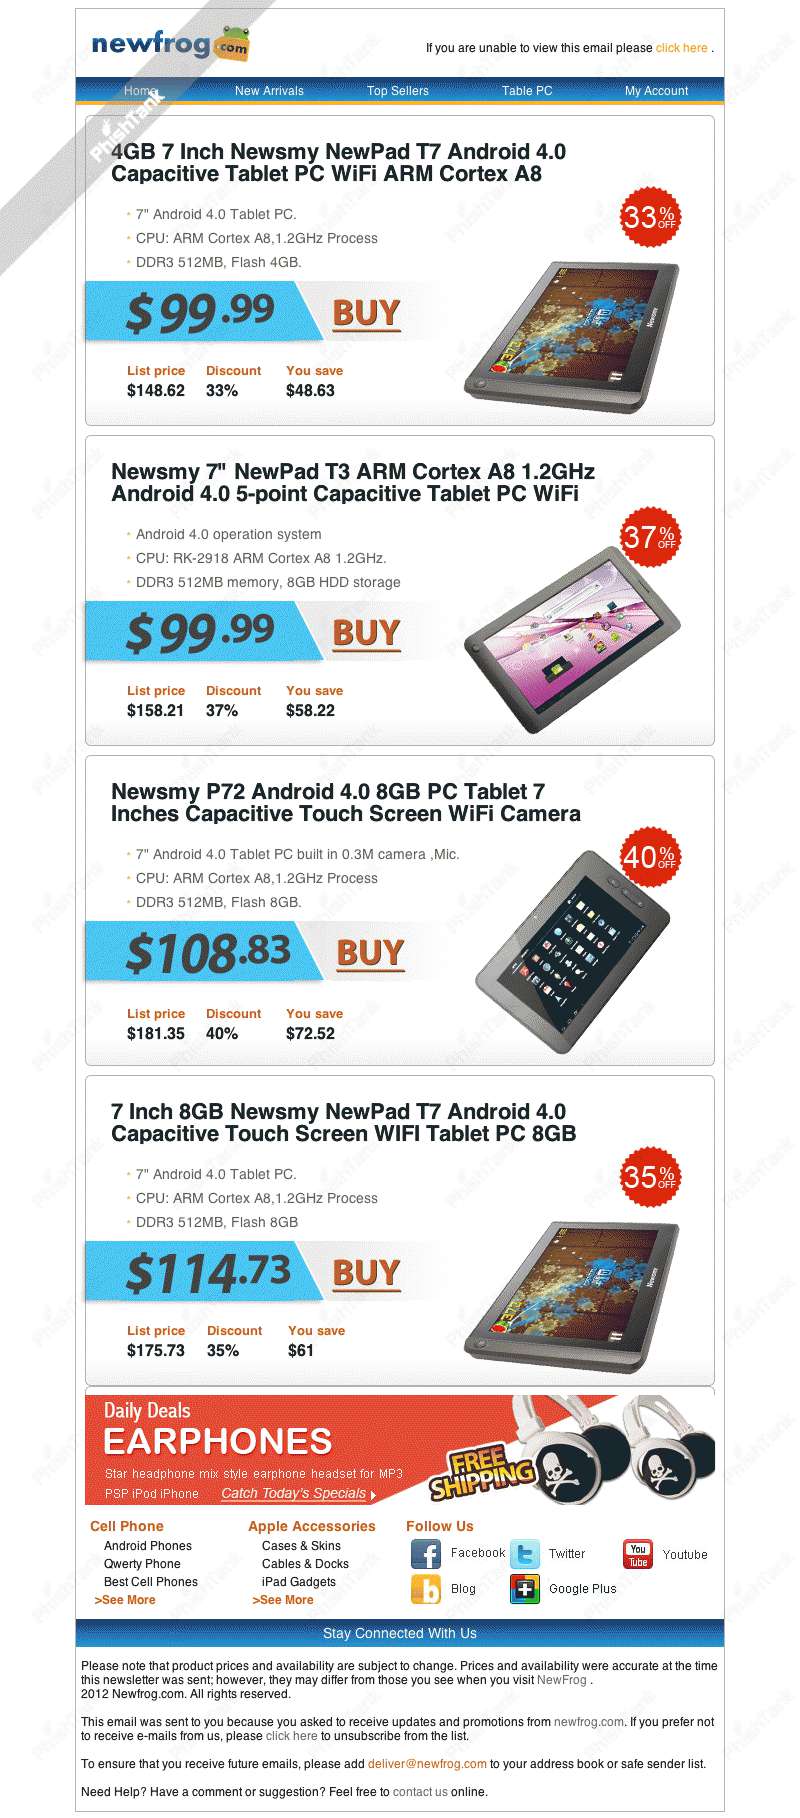 newfrog.com
If you are unable to view this email please click here .
Home New Arrivals Top Sellers Table PC My Account
PhishTank
4GB 7 Inch Newsmy NewPad T7 Android 4.0
Capacitive Tablet PC WiFi ARM Cortex A8
33% OFF
7" Android 4.0 Tablet PC.
CPU: ARM Cortex A8,1.2GHz Process
DDR3 512MB, Flash 4GB.
$99.99 BUY
List price Discount You save
$148.62 33% $48.63
Newsmy 7" NewPad T3 ARM Cortex A8 1.2GHz
Android 4.0 5-point Capacitive Tablet PC WiFi
37% OFF
Android 4.0 operation system
CPU: RK-2918 ARM Cortex A8 1.2GHz.
DDR3 512MB memory, 8GB HDD storage
$99.99 BUY
List price Discount You save
$158.21 37% $58.22
Newsmy P72 Android 4.0 8GB PC Tablet 7
Inches Capacitive Touch Screen WiFi Camera
40% OFF
7" Android 4.0 Tablet PC built in 0.3M camera ,Mic.
CPU: ARM Cortex A8,1.2GHz Process
DDR3 512MB, Flash 8GB.
$108.83 BUY
List price Discount You save
$181.35 40% $72.52
7 Inch 8GB Newsmy NewPad T7 Android 4.0
Capacitive Touch Screen WIFI Tablet PC 8GB
35% OFF
7" Android 4.0 Tablet PC.
CPU: ARM Cortex A8,1.2GHz Process
DDR3 512MB, Flash 8GB
$114.73 BUY
List price Discount You save
$175.73 35% $61
Daily Deals
EARPHONES
Star headphone mix style earphone headset for MP3
PSP iPod iPhone Catch Today's Specials
FREE SHIPPING
Cell Phone Apple Accessories Follow Us
Android Phones Cases & Skins Facebook Twitter You Tube Youtube
Qwerty Phone Cables & Docks
Best Cell Phones iPad Gadgets Blog Google Plus
>See More >See More
Stay Connected With Us
Please note that product prices and availability are subject to change. Prices and availability were accurate at the time
this newsletter was sent; however, they may differ from those you see when you visit NewFrog .
2012 Newfrog.com. All rights reserved.
This email was sent to you because you asked to receive updates and promotions from newfrog.com. If you prefer not
to receive e-mails from us, please click here to unsubscribe from the list.
To ensure that you receive future emails, please add deliver@newfrog.com to your address book or safe sender list.
Need Help? Have a comment or suggestion? Feel free to contact us online.